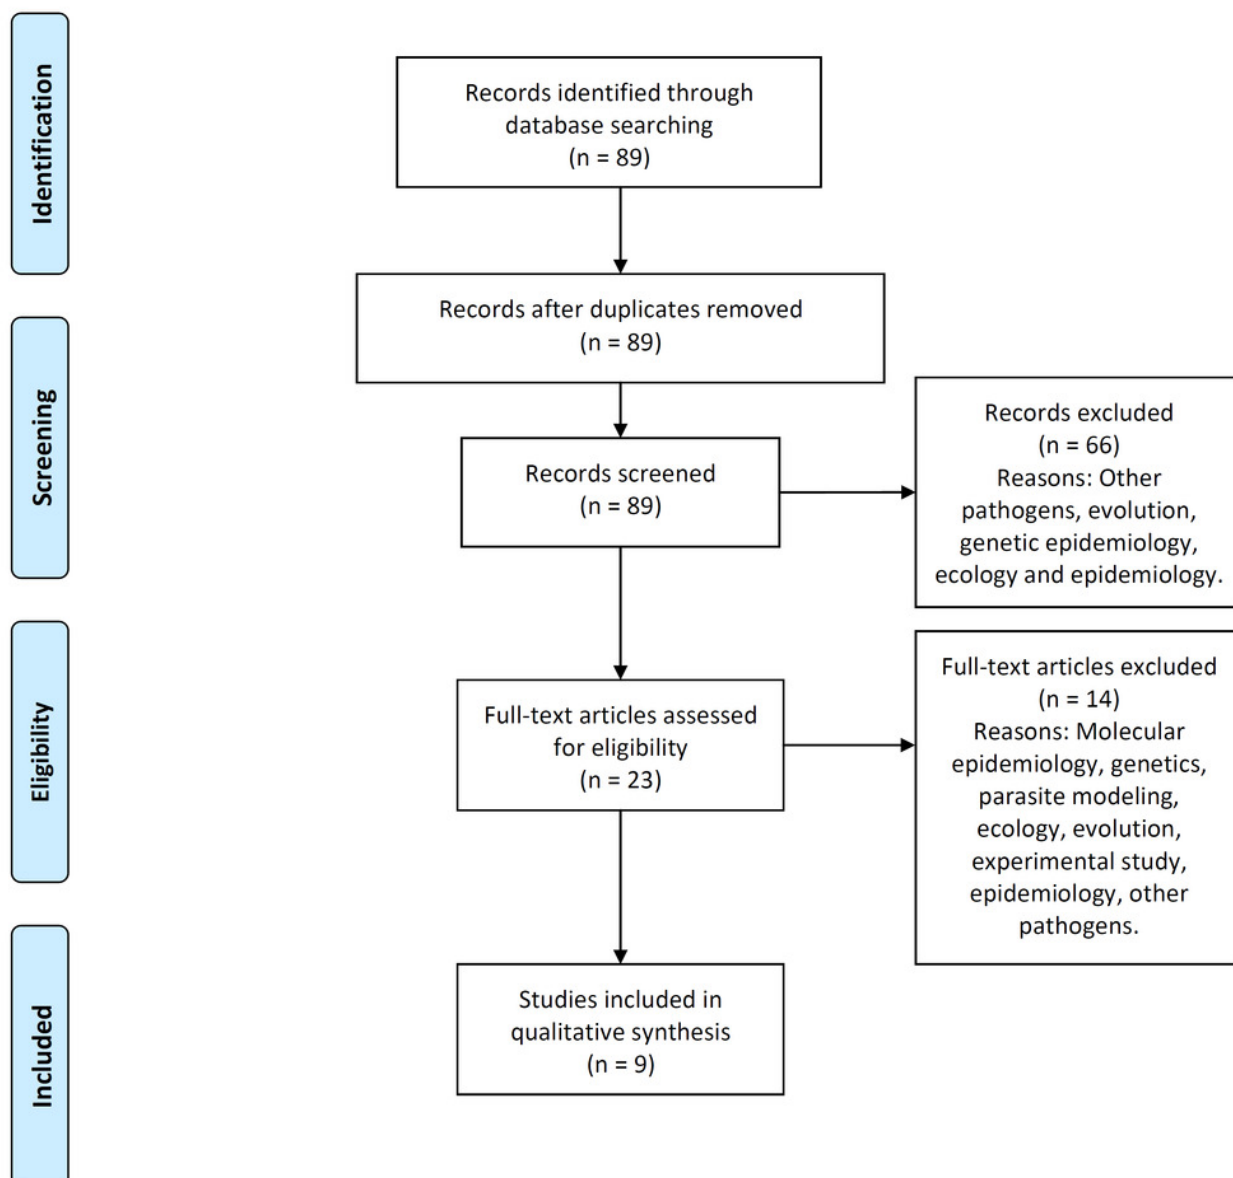 Identification
Records identified through
database searching
(n = 89)
Records after duplicates removed
(n = 89)
Screening
Records screened
(n = 89)
Records excluded
(n = 66)
Reasons: Other
pathogens, evolution,
genetic epidemiology,
ecology and epidemiology.
Eligibility
Full-text articles assessed
for eligibility
(n = 23)
Full-text articles excluded
(n = 14)
Reasons: Molecular
epidemiology, genetics,
parasite modeling,
ecology, evolution,
experimental study,
epidemiology, other
pathogens.
Included
Studies included in
qualitative synthesis
(n = 9)